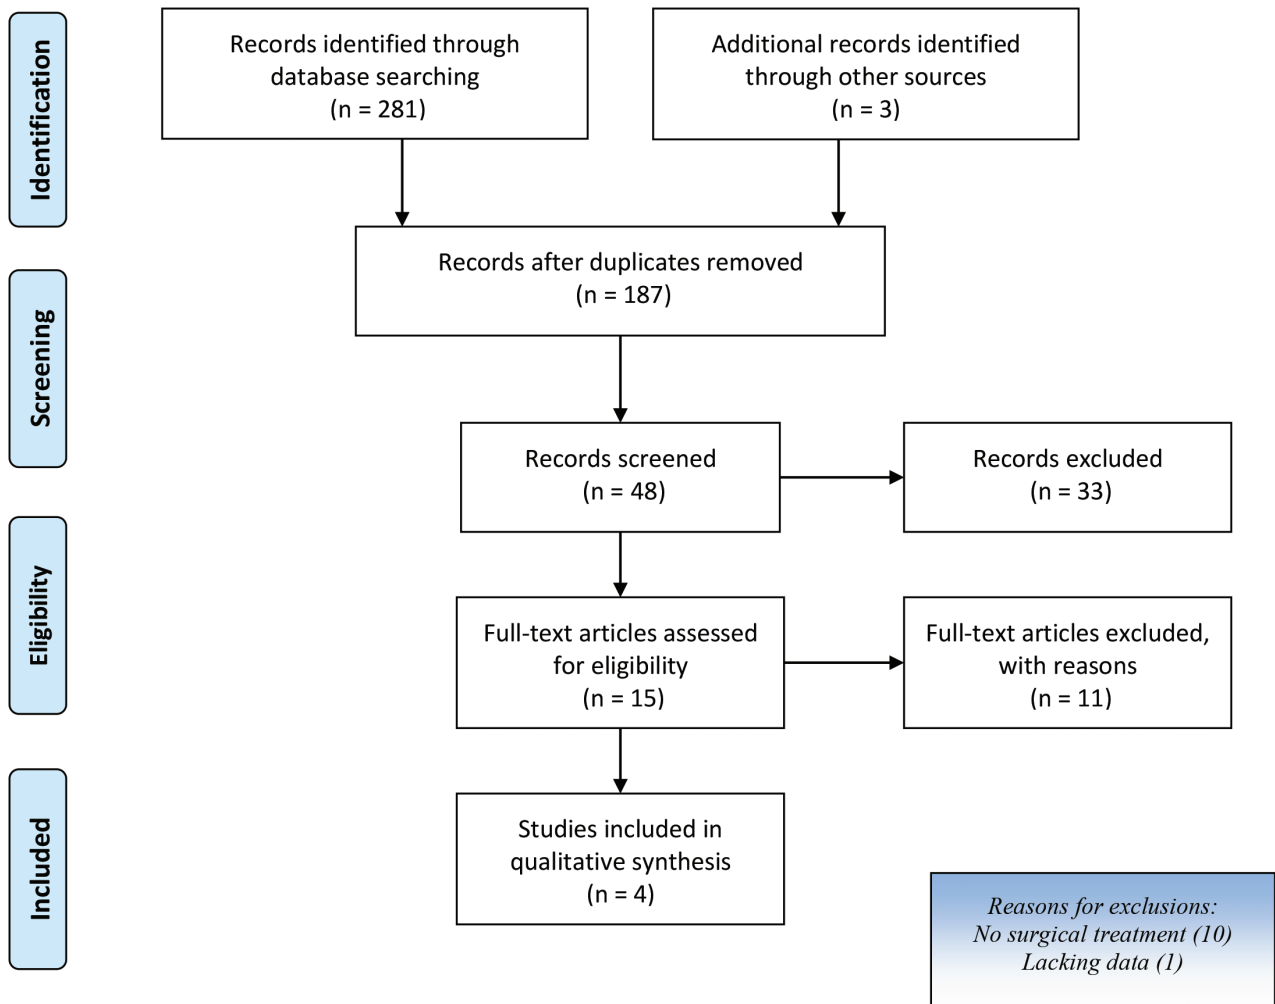 Identification
Records identified through
database searching
(n = 281)
Additional records identified
through other sources
(n = 3)
Records after duplicates removed
(n = 187)
Screening
Records screened
(n = 48)
Records excluded
(n = 33)
Eligibility
Full-text articles assessed
for eligibility
(n = 15)
Full-text articles excluded,
with reasons
(n = 11)
Included
Studies included in
qualitative synthesis
(n = 4)
Reasons for exclusions:
No surgical treatment (10)
Lacking data (1)